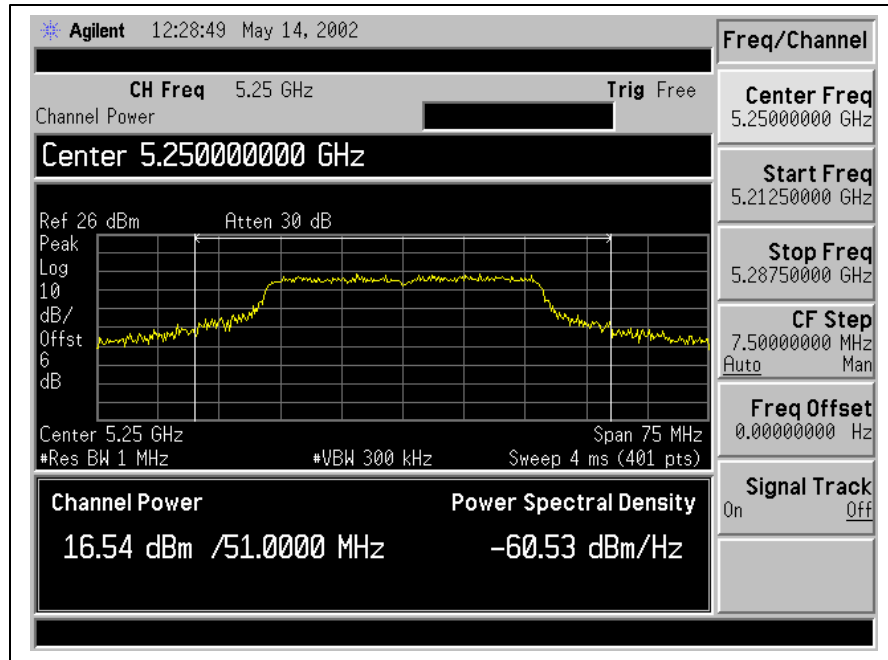 Agilent 12:28:49 May 14, 2002
Freq/Channel
CH Freq 5.25 GHz Trig Free
Channel Power
Center 5.250000000 GHz
Ref 26 dBm Atten 30 dB
Peak
Log
10
dB/
Offst
6
dB
Center 5.25 GHz Span 75 MHz
#Res BW 1 MHz #VBW 300 kHz Sweep 4 ms (401 pts)
Channel Power Power Spectral Density
16.54 dBm /51.0000 MHz -60.53 dBm/Hz
Center Freq
5.25000000 GHz
Start Freq
5.21250000 GHz
Stop Freq
5.28750000 GHz
CF Step
7.50000000 MHz
Auto Man
Freq Offset
0.00000000 Hz
Signal Track
On Off